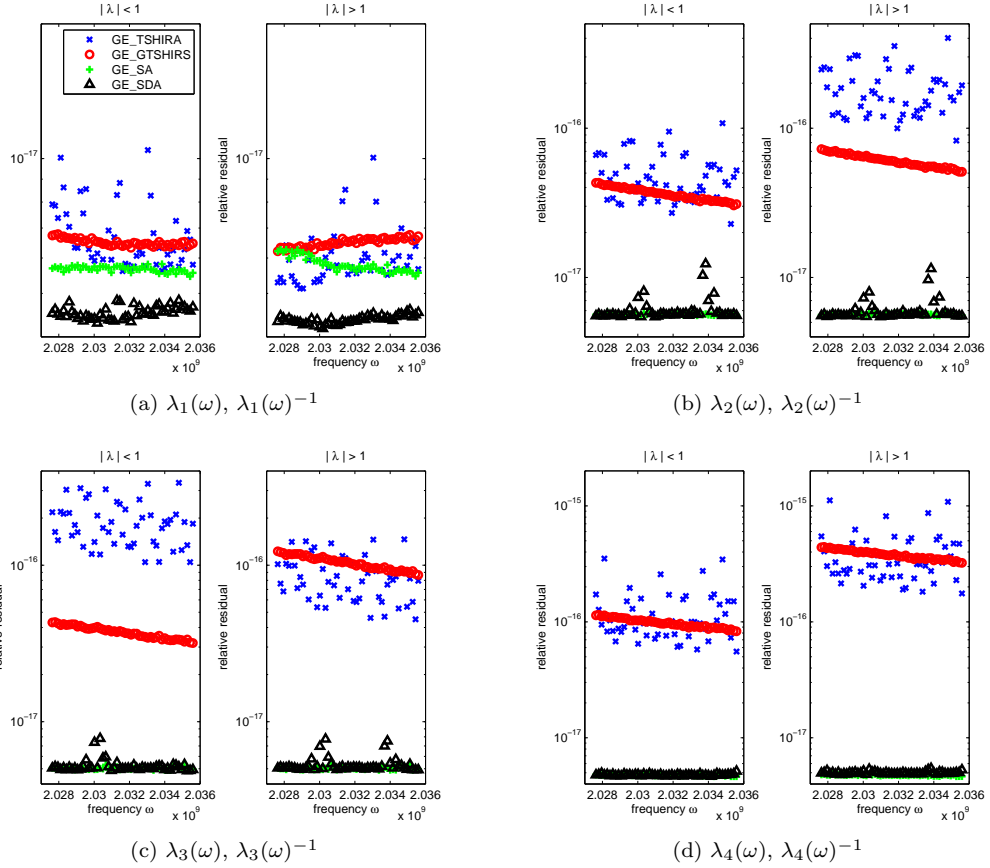 | λ | < 1
| λ | > 1
| λ | < 1
| λ | > 1
GE_TSHIRA
GE_GTSHIRS
GE_SA
GE_SDA
relative residual
relative residual
relative residual
10^-17
10^-16
10^-17
2.028 2.03 2.032 2.034 2.036
2.028 2.03 2.032 2.034 2.036
2.028 2.03 2.032 2.034 2.036
2.028 2.03 2.032 2.034 2.036
frequency ω
frequency ω
frequency ω
frequency ω
x 10^9
x 10^9
x 10^9
x 10^9
10^-17
10^-16
(a) λ1(ω), λ1(ω)^-1
(b) λ2(ω), λ2(ω)^-1
| λ | < 1
| λ | > 1
| λ | < 1
| λ | > 1
relative residual
relative residual
relative residual
relative residual
10^-16
10^-17
10^-16
10^-17
10^-15
10^-16
10^-17
10^-15
10^-16
10^-17
2.028 2.03 2.032 2.034 2.036
2.028 2.03 2.032 2.034 2.036
2.028 2.03 2.032 2.034 2.036
2.028 2.03 2.032 2.034 2.036
frequency ω
frequency ω
frequency ω
frequency ω
x 10^9
x 10^9
x 10^9
x 10^9
(c) λ3(ω), λ3(ω)^-1
(d) λ4(ω), λ4(ω)^-1